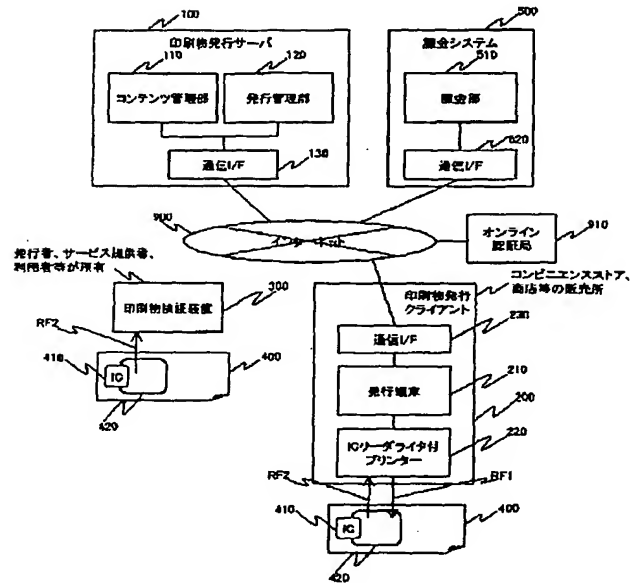 100
印刷物発行サーバ
110
120
コンテンツ管理部
発行管理部
通信I/F
130
500
課金システム
510
課金部
通信I/F
520
900
インターネット
オンライン
認証局
910
発行者、サービス提供者、
利用者等が所有
印刷物検証装置
300
RF2
410
IC
400
420
コンビニエンスストア、
商店等の販売所
印刷物発行
クライアント
230
通信I/F
210
発行端末
200
220
ICリーダライタ付
プリンター
RF2
RF1
410
IC
400
420